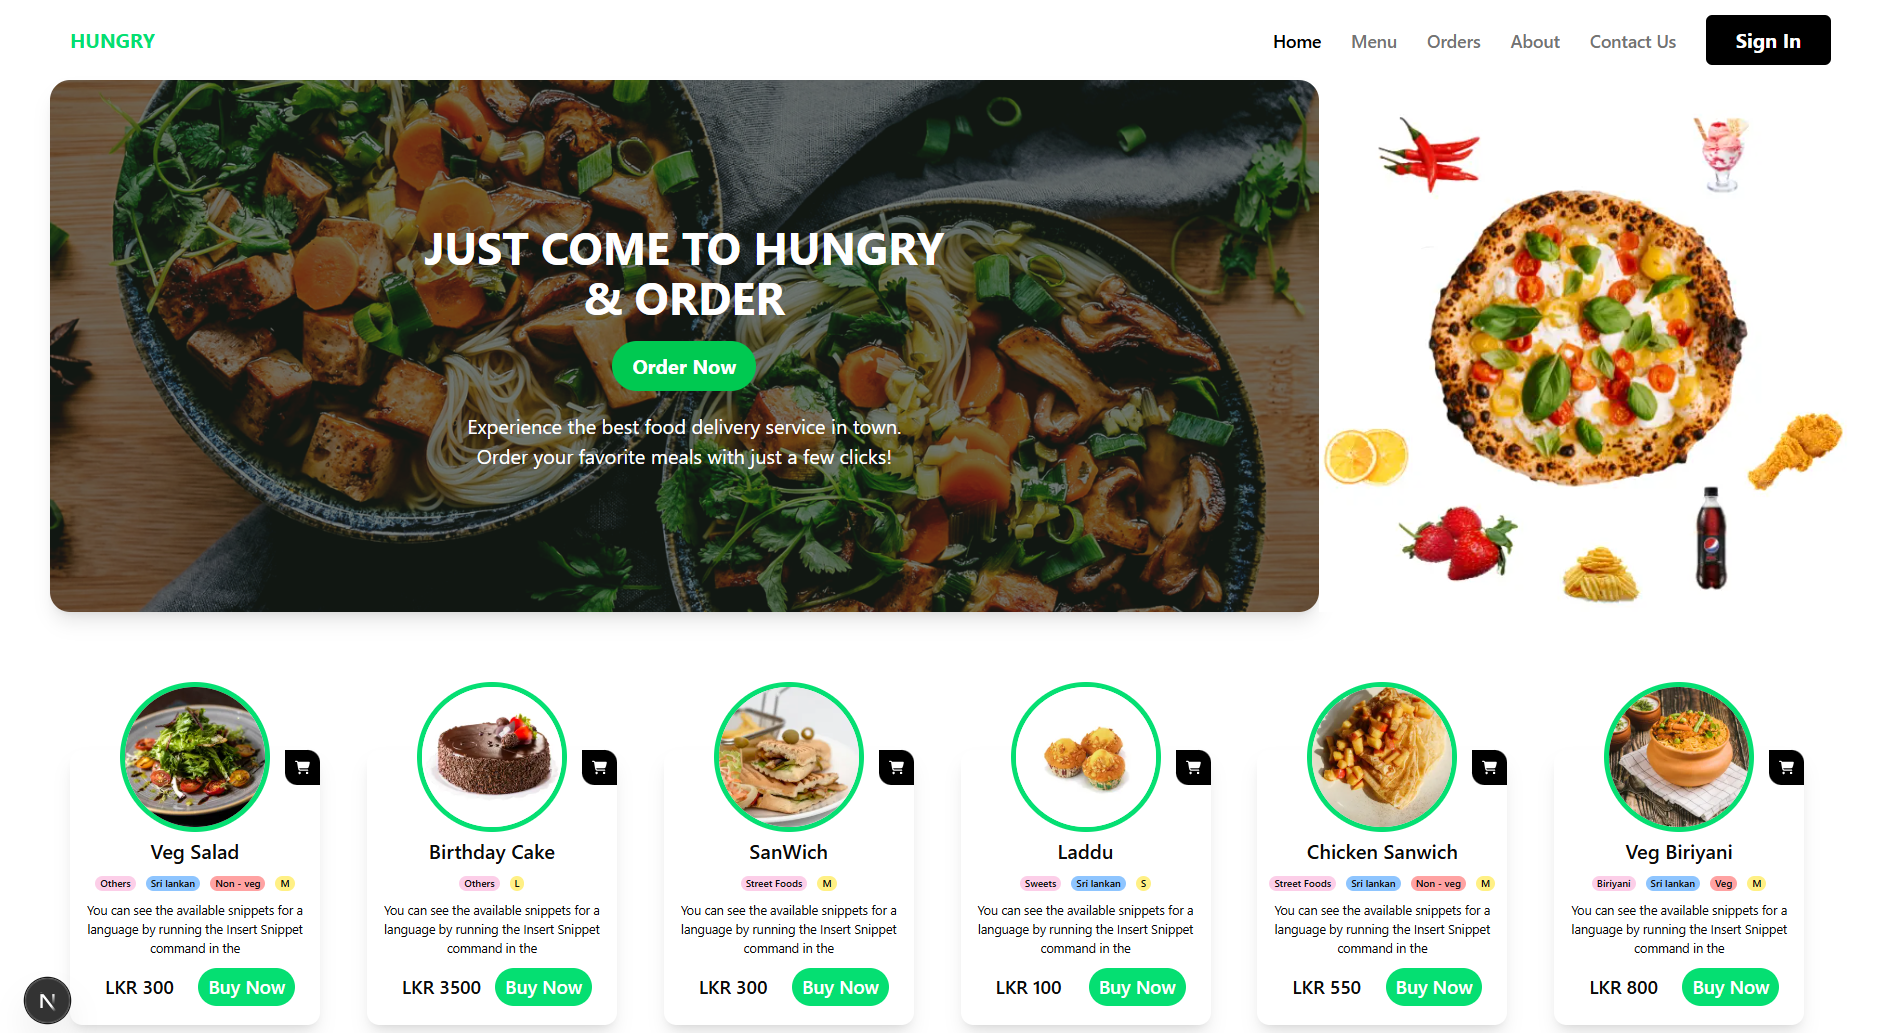 HUNGRY
Home
Menu
Orders
About
Contact Us
Sign In
JUST COME TO HUNGRY
& ORDER
Order Now
Experience the best food delivery service in town.
Order your favorite meals with just a few clicks!
Veg Salad
Others Sri lankan Non - veg M
You can see the available snippets for a
language by running the Insert Snippet
command in the
LKR 300
Buy Now
Birthday Cake
Others L
You can see the available snippets for a
language by running the Insert Snippet
command in the
LKR 3500
Buy Now
SanWich
Street Foods M
You can see the available snippets for a
language by running the Insert Snippet
command in the
LKR 300
Buy Now
Laddu
Sweets Sri lankan S
You can see the available snippets for a
language by running the Insert Snippet
command in the
LKR 100
Buy Now
Chicken Sanwich
Street Foods Sri lankan Non - veg M
You can see the available snippets for a
language by running the Insert Snippet
command in the
LKR 550
Buy Now
Veg Biriyani
Biriyani Sri lankan Veg M
You can see the available snippets for a
language by running the Insert Snippet
command in the
LKR 800
Buy Now
N